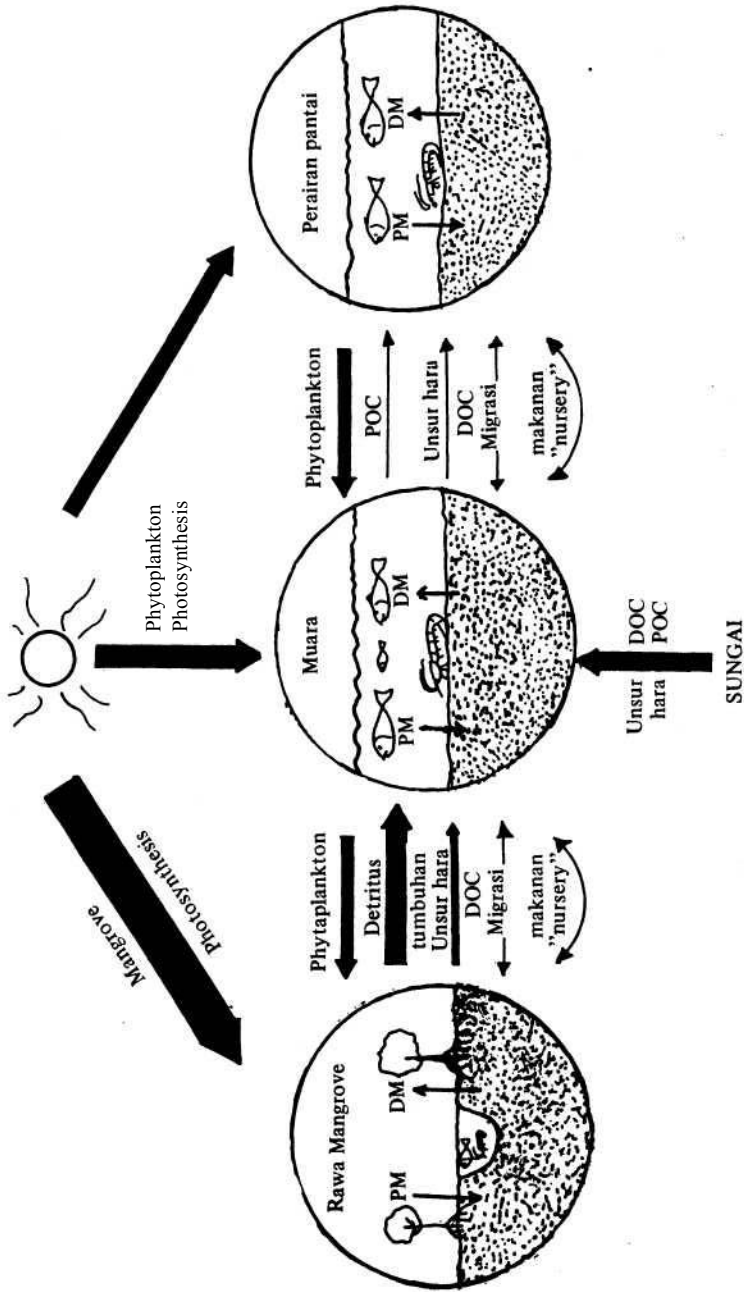 Phytoplankton
Photosynthesis
Mangrove
Photosynthesis
Rawa Mangrove
PM
DM
Phytaplankton
Detritus
tumbuhan
Unsur hara
DOC
Migrasi
makanan
"nursery"
Muara
PM
DM
Phytoplankton
POC
Unsur hara
DOC
Migrasi
makanan
"nursery"
Perairan pantai
PM
DM
Unsur
hara
DOC
POC
SUNGAI